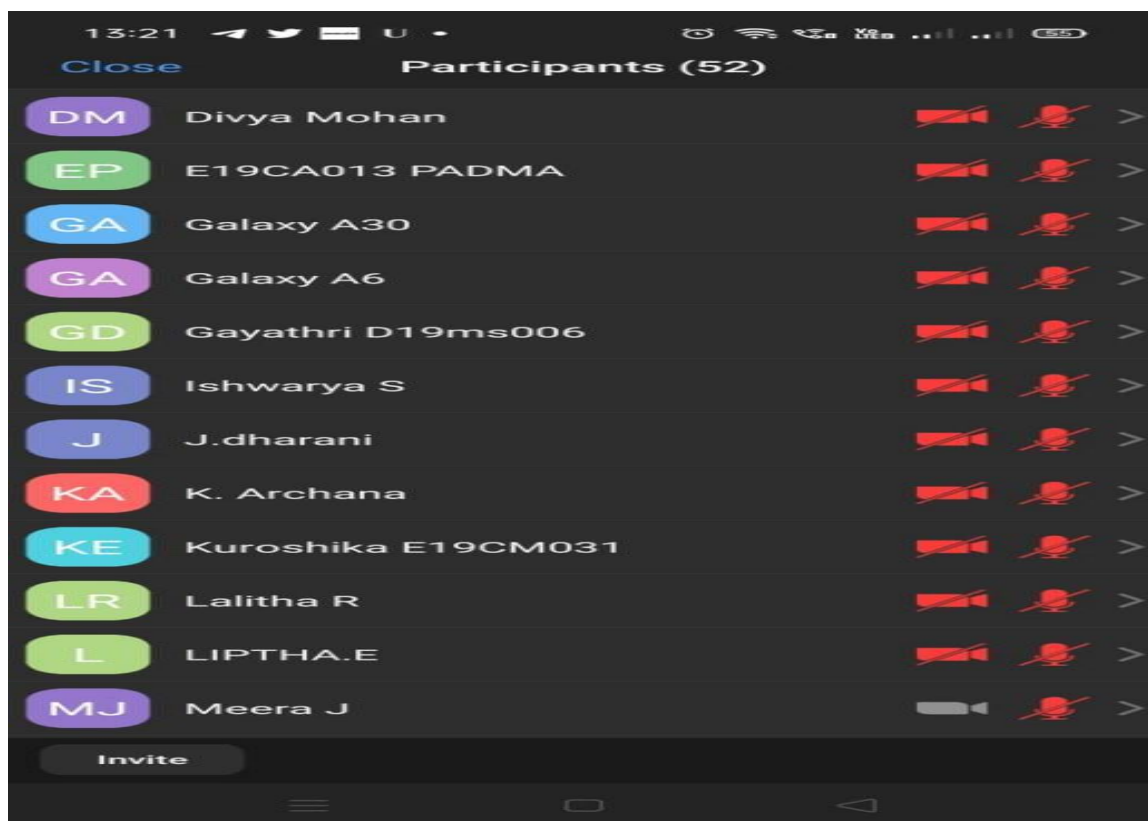 13:21 U 55
Close Participants (52)
DM Divya Mohan
EP E19CA013 PADMA
GA Galaxy A30
GA Galaxy A6
GD Gayathri D19ms006
IS Ishwarya S
J J.dharani
KA K. Archana
KE Kuroshika E19CM031
LR Lalitha R
L LIPTHA.E
MJ Meera J
Invite